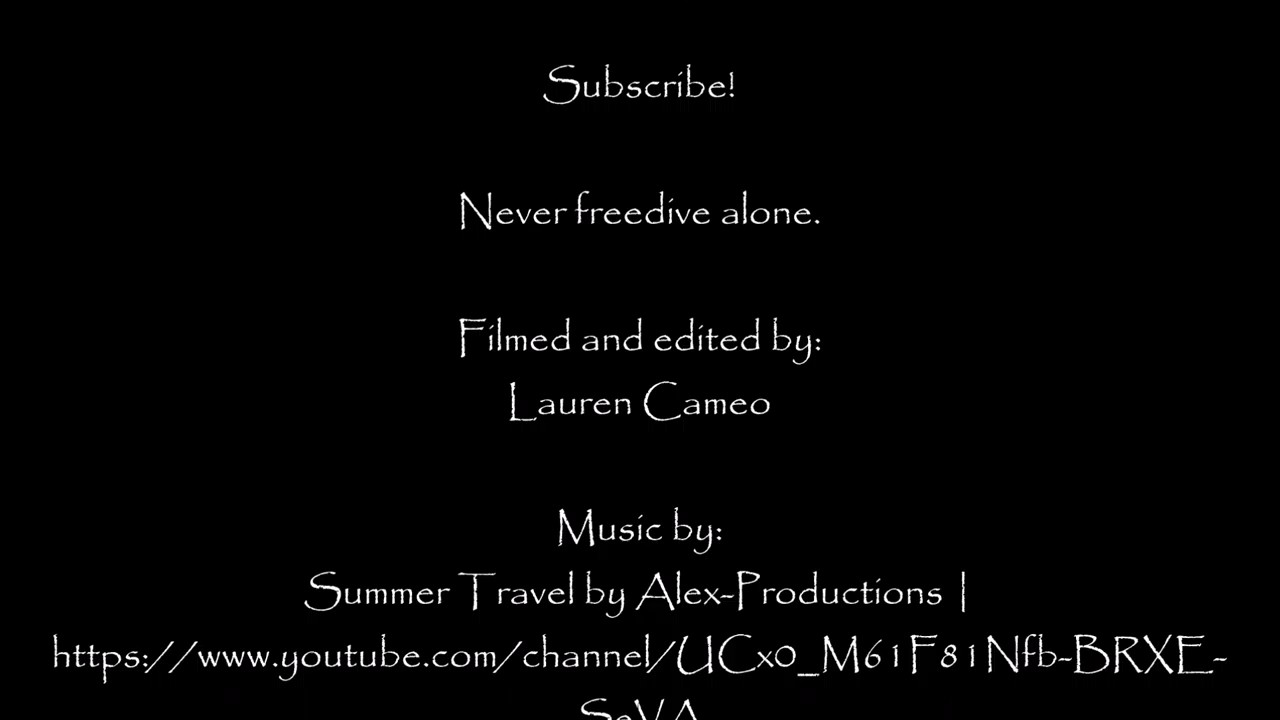 Subscribe!
Never freedive alone.
Filmed and edited by:
Lauren Cameo
Music by:
Summer Travel by Alex-Productions |
https://www.youtube.com/channel/UCx0_M61F81Nfb-BRXE-